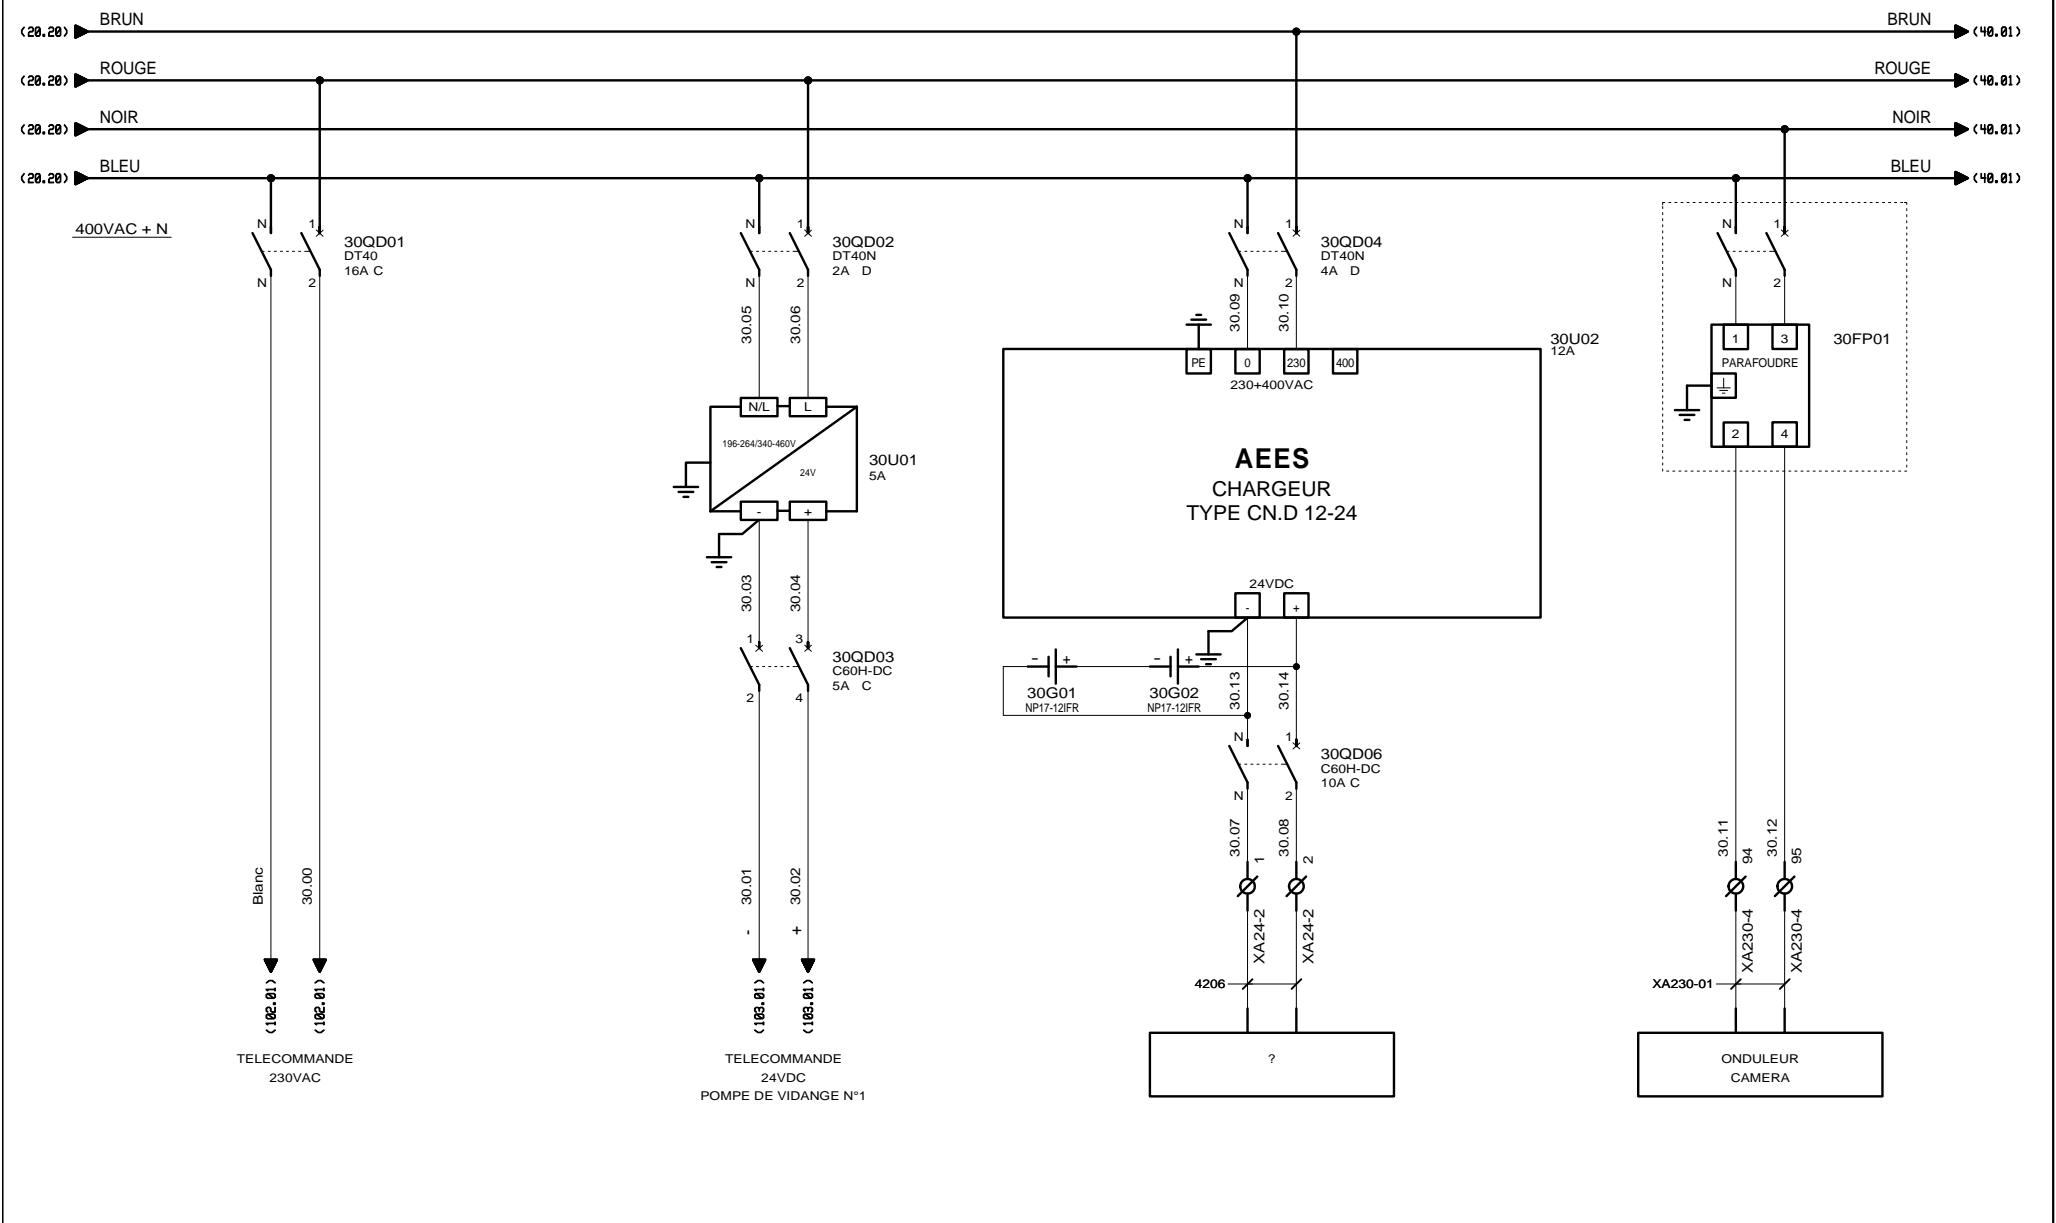 (20.20) BRUN BRUN (40.01)
(20.20) ROUGE ROUGE (40.01)
(20.20) NOIR NOIR (40.01)
(20.20) BLEU BLEU (40.01)
400VAC + N
N 1
30QD01
DT40
16A C
N 2
Blanc
30.00
(102.01) (102.01)
TELECOMMANDE
230VAC
N 1
30QD02
DT40N
2A D
N 2
30.05
30.06
N/L L
196-264/340-460V
24V
30U01
5A
- +
30.03
30.04
1 3
30QD03
C60H-DC
5A C
2 4
30.01
30.02
- +
(103.01) (103.01)
TELECOMMANDE
24VDC
POMPE DE VIDANGE N°1
N 1
30QD04
DT40N
4A D
N 2
30.09
30.10
30U02
12A
PE 0 230 400
230+400VAC
AEES
CHARGEUR
TYPE CN.D 12-24
24VDC
- +
- + - +
30G01 30G02
NP17-12IFR NP17-12IFR
30.13
30.14
N 1
30QD06
C60H-DC
10A C
N 2
30.07
30.08
1 2
XA24-2
XA24-2
4206
?
N 1
N 2
30FP01
1 3
PARAFOUDRE
2 4
30.11
30.12
94 95
XA230-4
XA230-4
XA230-01
ONDULEUR
CAMERA